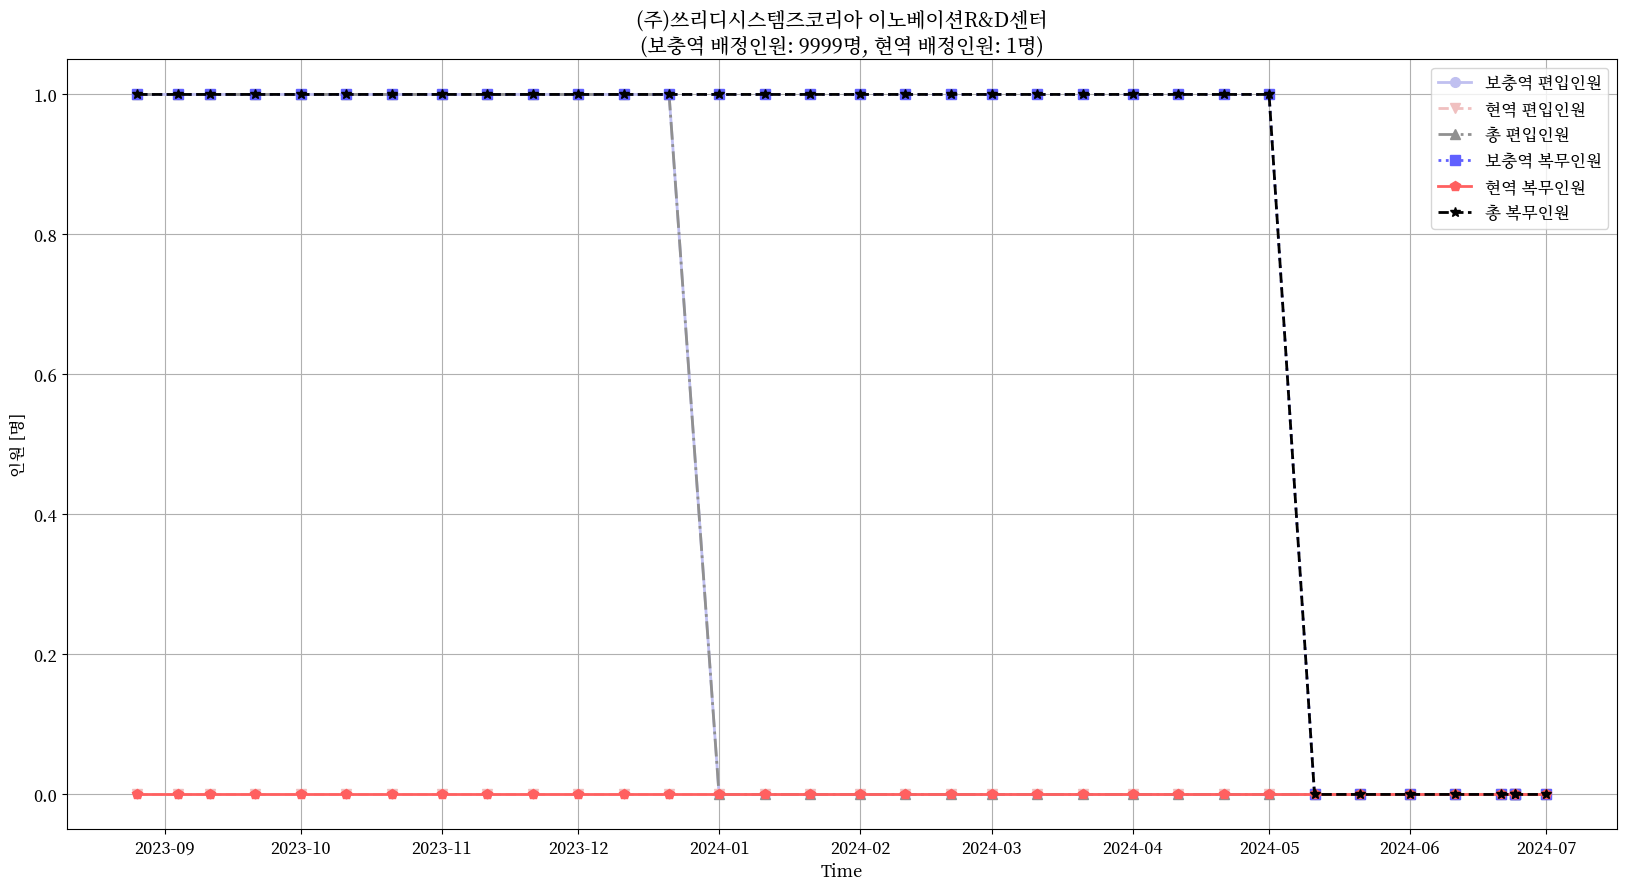 (주)쓰리디시스템즈코리아 이노베이션R&D센터
(보충역 배정인원: 9999명, 현역 배정인원: 1명)
보충역 편입인원
현역 편입인원
총 편입인원
보충역 복무인원
현역 복무인원
총 복무인원
인원 [명]
1.0
0.8
0.6
0.4
0.2
0.0
2023-09 2023-10 2023-11 2023-12 2024-01 2024-02 2024-03 2024-04 2024-05 2024-06 2024-07
Time